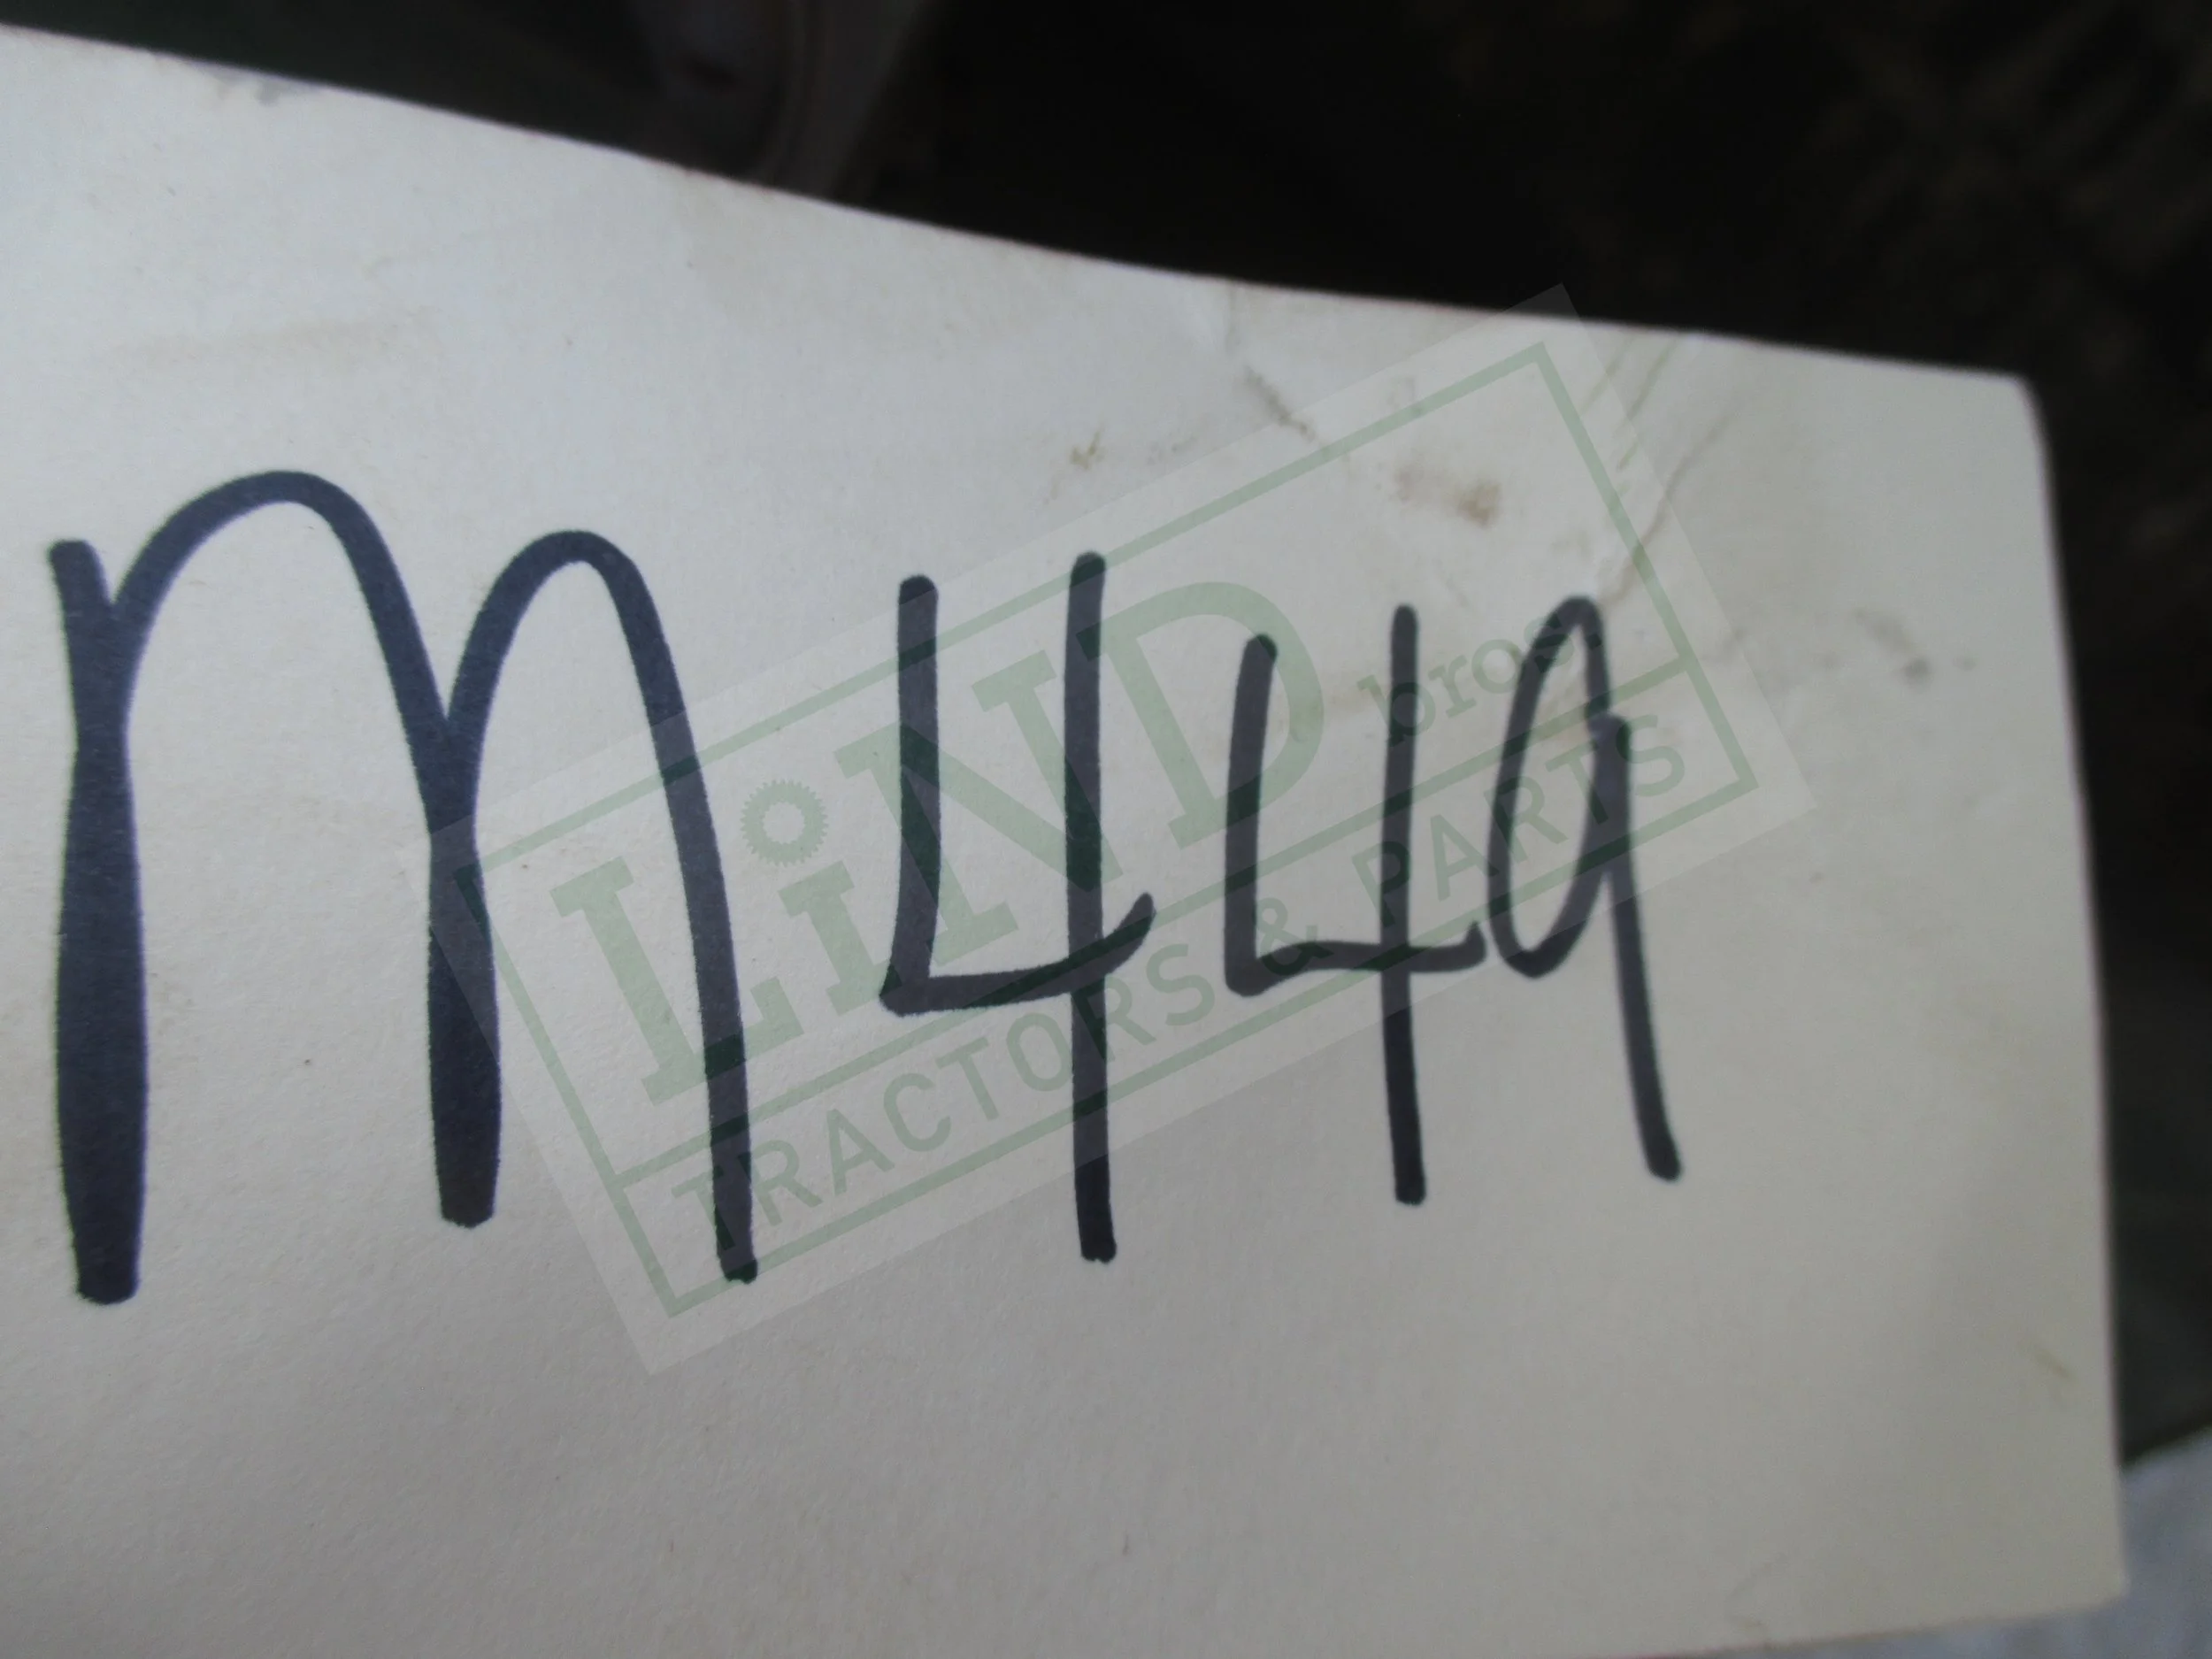 M449
LiND bros.
TRACTORS & PARTS